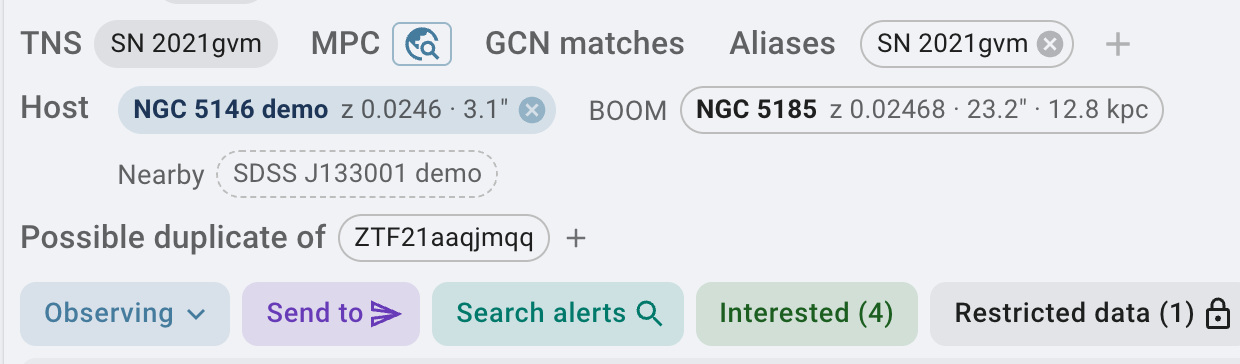 TNS SN 2021gvm MPC GCN matches Aliases SN 2021gvm
Host NGC 5146 demo z 0.0246 · 3.1" BOOM NGC 5185 z 0.02468 · 23.2" · 12.8 kpc
Nearby SDSS J133001 demo
Possible duplicate of ZTF21aaqjmqq +
Observing Send to Search alerts Interested (4) Restricted data (1)